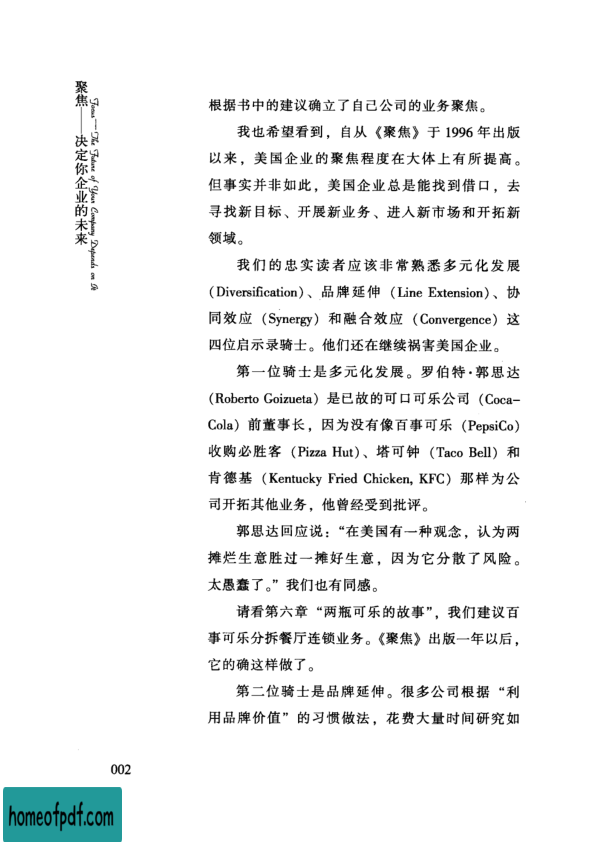 聚焦——决定你企业的未来
Focus—The Future of Your Company Depends on It
根据书中的建议确立了自己公司的业务聚焦。
我也希望看到，自从《聚焦》于 1996 年出版
以来，美国企业的聚焦程度在大体上有所提高。
但事实并非如此，美国企业总是能找到借口，去
寻找新目标、开展新业务、进入新市场和开拓新
领域。
我们的忠实读者应该非常熟悉多元化发展
(Diversification)、品牌延伸 (Line Extension)、协
同效应 (Synergy) 和融合效应 (Convergence) 这
四位启示录骑士。他们还在继续祸害美国企业。
第一位骑士是多元化发展。罗伯特·郭思达
(Roberto Goizueta) 是已故的可口可乐公司 (Coca-
Cola) 前董事长，因为没有像百事可乐 (PepsiCo)
收购必胜客 (Pizza Hut)、塔可钟 (Taco Bell) 和
肯德基 (Kentucky Fried Chicken, KFC) 那样为公
司开拓其他业务，他曾经受到批评。
郭思达回应说：“在美国有一种观念，认为两
摊烂生意胜过一摊好生意，因为它分散了风险。
太愚蠢了。”我们也有同感。
请看第六章“两瓶可乐的故事”，我们建议百
事可乐分拆餐厅连锁业务。《聚焦》出版一年以后，
它的确这样做了。
第二位骑士是品牌延伸。很多公司根据“利
用品牌价值”的习惯做法，花费大量时间研究如
002
homeofpdf.com